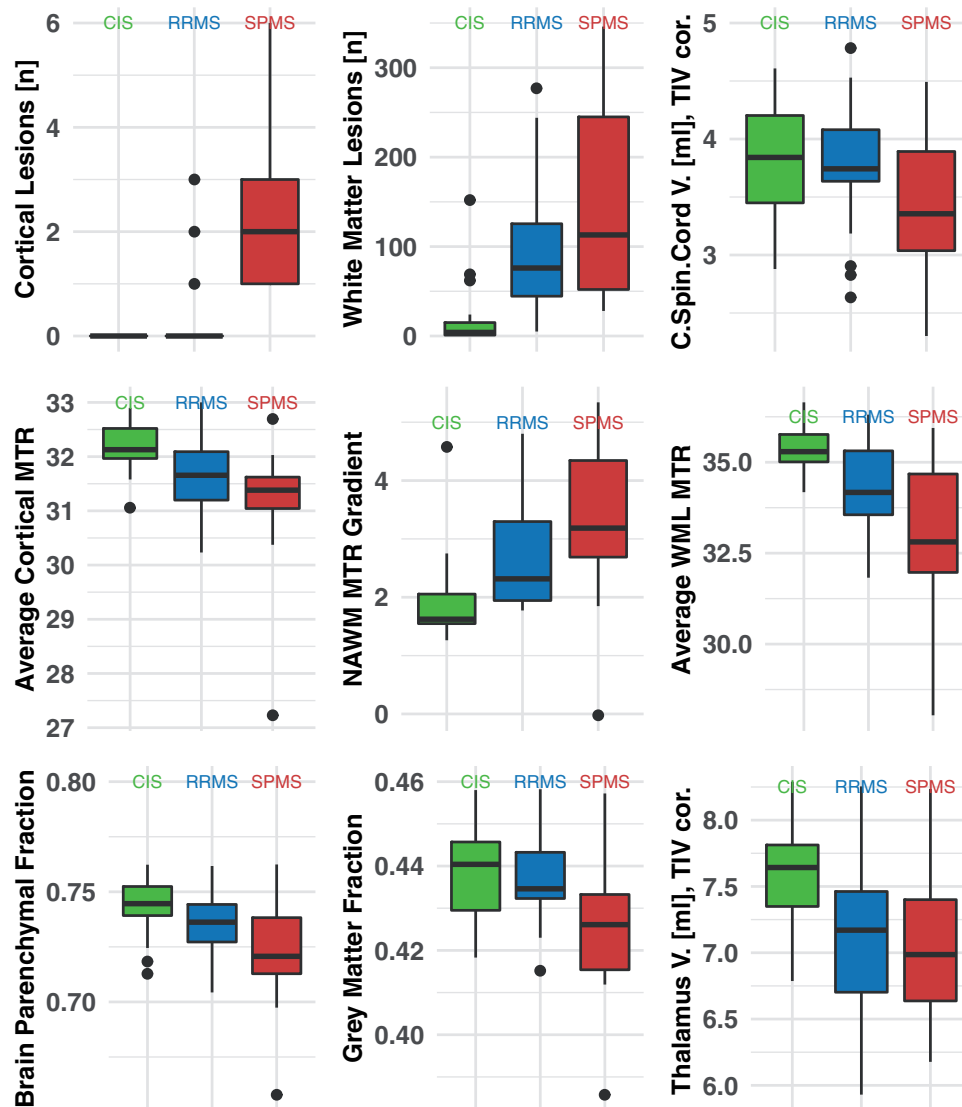 Cortical Lesions [n]
6
4
2
0
CIS RRMS SPMS
White Matter Lesions [n]
300
200
100
0
CIS RRMS SPMS
C.Spin.Cord V. [ml], TIV cor.
5
4
3
CIS RRMS SPMS
Average Cortical MTR
33
32
31
30
29
28
27
CIS RRMS SPMS
NAWM MTR Gradient
4
2
0
CIS RRMS SPMS
Average WML MTR
35.0
32.5
30.0
CIS RRMS SPMS
Brain Parenchymal Fraction
0.80
0.75
0.70
CIS RRMS SPMS
Grey Matter Fraction
0.46
0.44
0.42
0.40
CIS RRMS SPMS
Thalamus V. [ml], TIV cor.
8.0
7.5
7.0
6.5
6.0
CIS RRMS SPMS